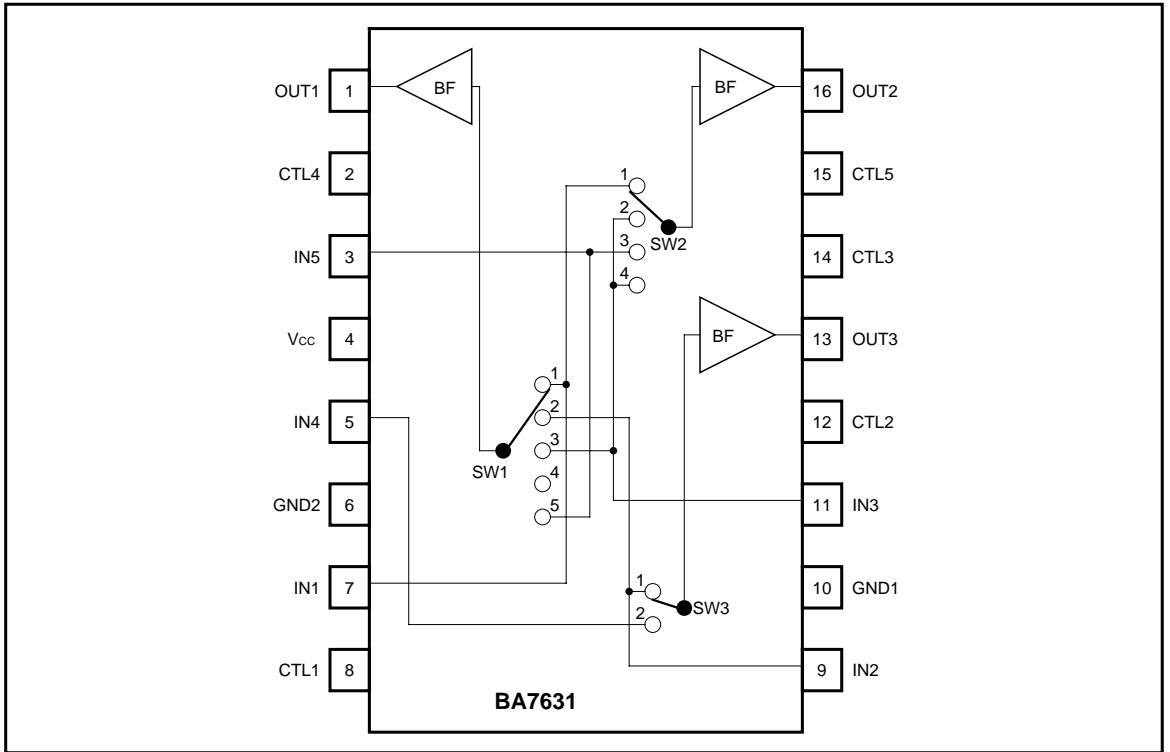 OUT1 1 BF BF 16 OUT2
CTL4 2 15 CTL5
1
2
SW2
IN5 3 3 14 CTL3
4
Vcc 4 BF 13 OUT3
1
IN4 5 2 12 CTL2
3
SW1
4
GND2 6 5 11 IN3
IN1 7 1 10 GND1
SW3
2
CTL1 8 9 IN2
BA7631